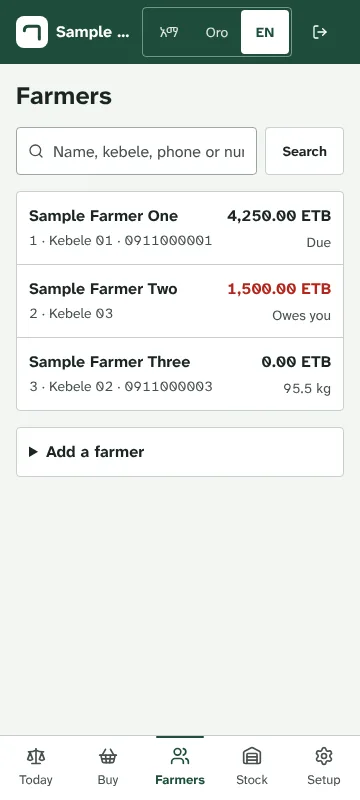 Sample ...
አማ
Oro
EN
Farmers
Name, kebele, phone or nur
Search
Sample Farmer One 4,250.00 ETB
1 · Kebele 01 · 0911000001 Due
Sample Farmer Two 1,500.00 ETB
2 · Kebele 03 Owes you
Sample Farmer Three 0.00 ETB
3 · Kebele 02 · 0911000003 95.5 kg
Add a farmer
Today Buy Farmers Stock Setup